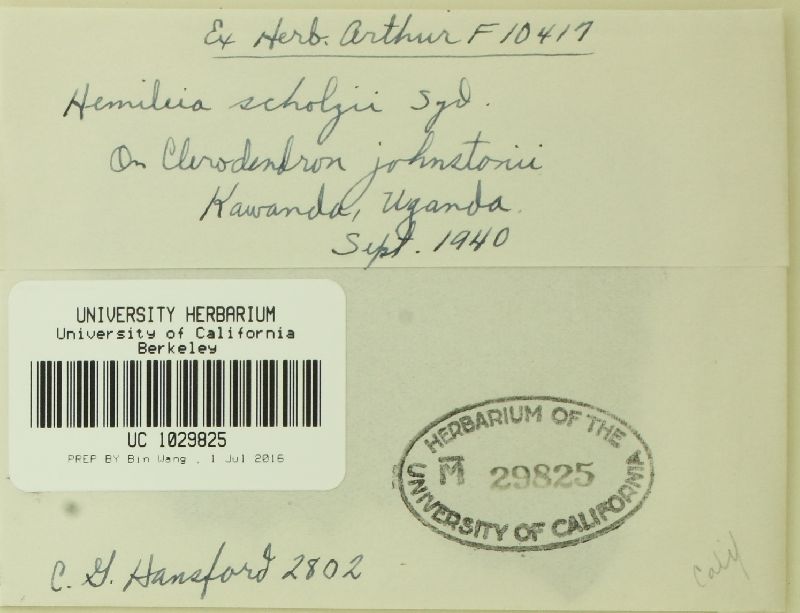 Ex Herb. Arthur F 10417
Hemileia scholzii Syd.
On Clerodendron johnstonii
Kawanda, Uganda.
Sept. 1940
UNIVERSITY HERBARIUM
University of California
Berkeley
UC 1029825
PREP BY Bin Wang , 1 Jul 2016
HERBARIUM OF THE
M 29825
UNIVERSITY OF CALIFORNIA
C. G. Hansford 2802
Calif